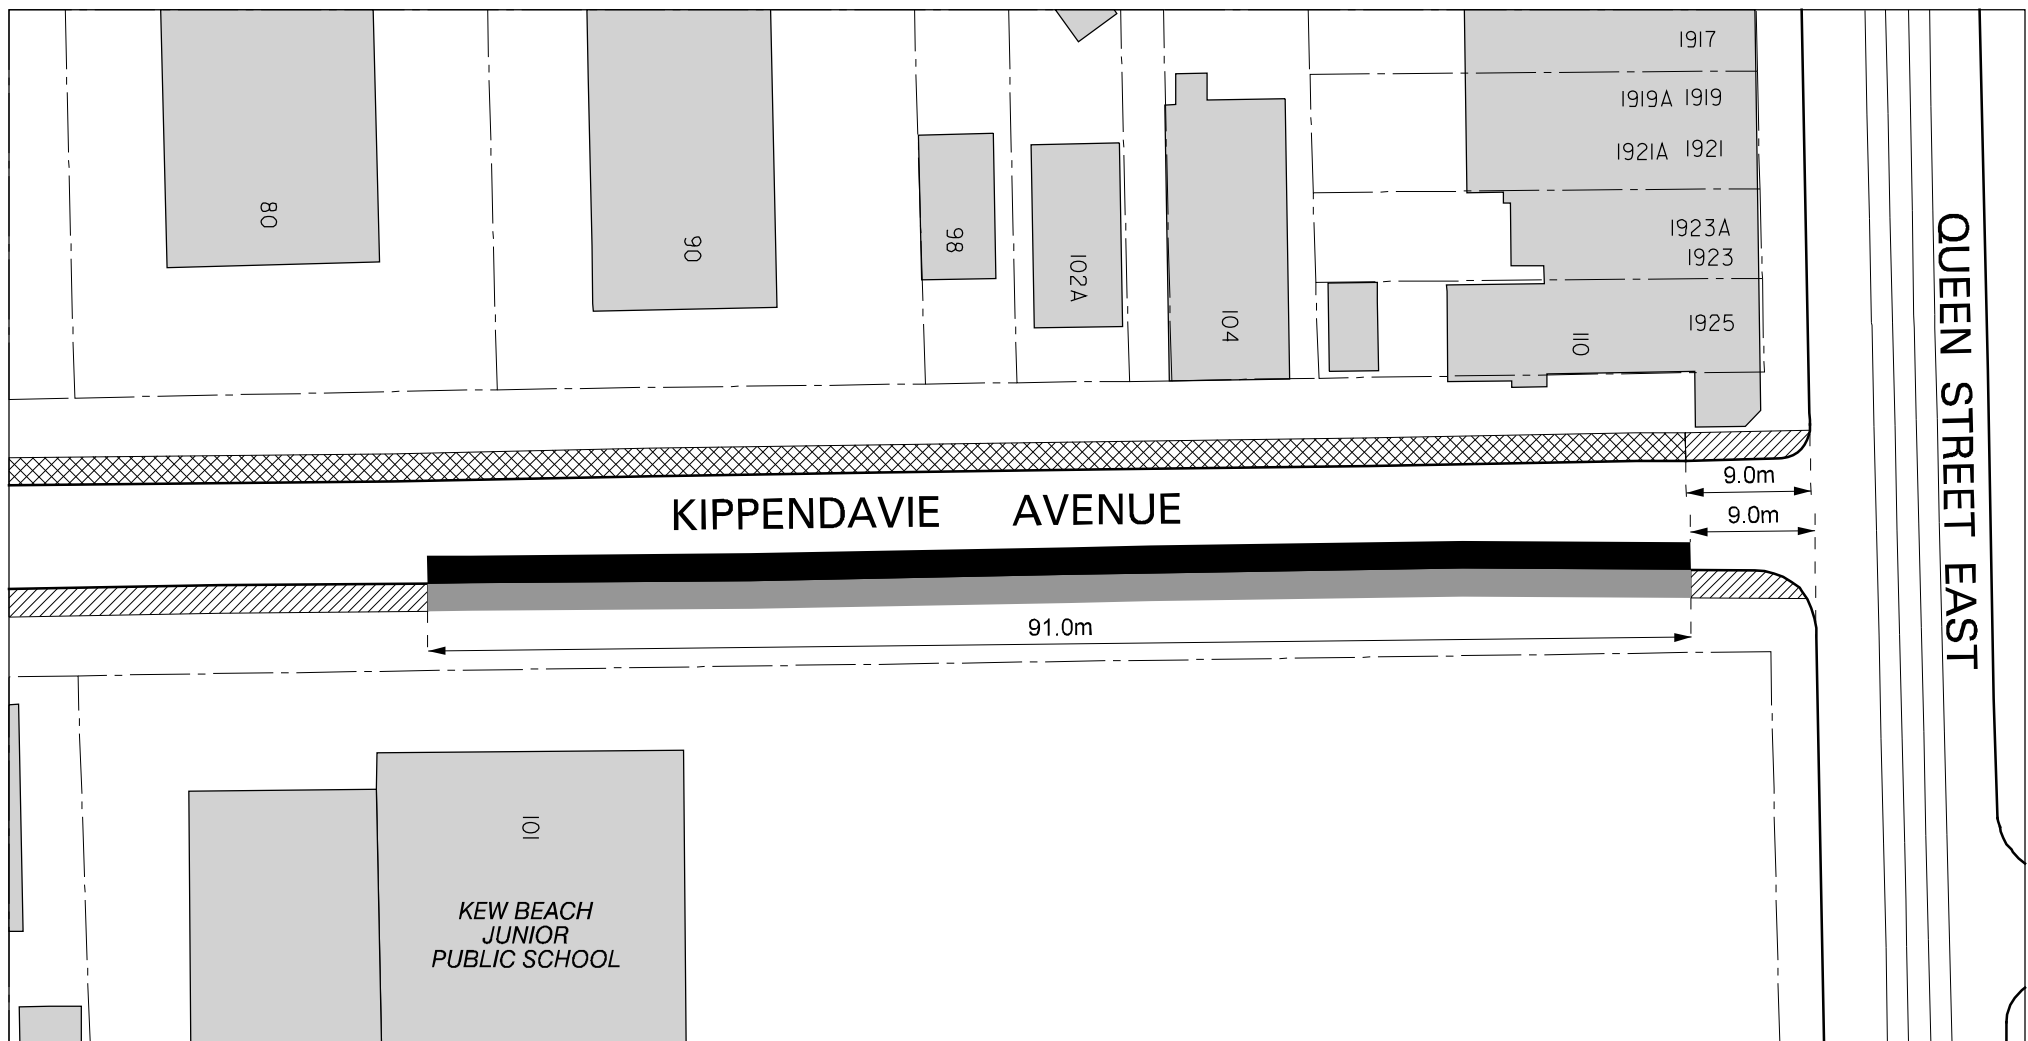 1917
1919A 1919
1921A 1921
1923A
1923
1925
80
90
98
102A
104
110
KIPPENDAVIE AVENUE
9.0m
9.0m
91.0m
QUEEN STREET EAST
101
KEW BEACH
JUNIOR
PUBLIC SCHOOL